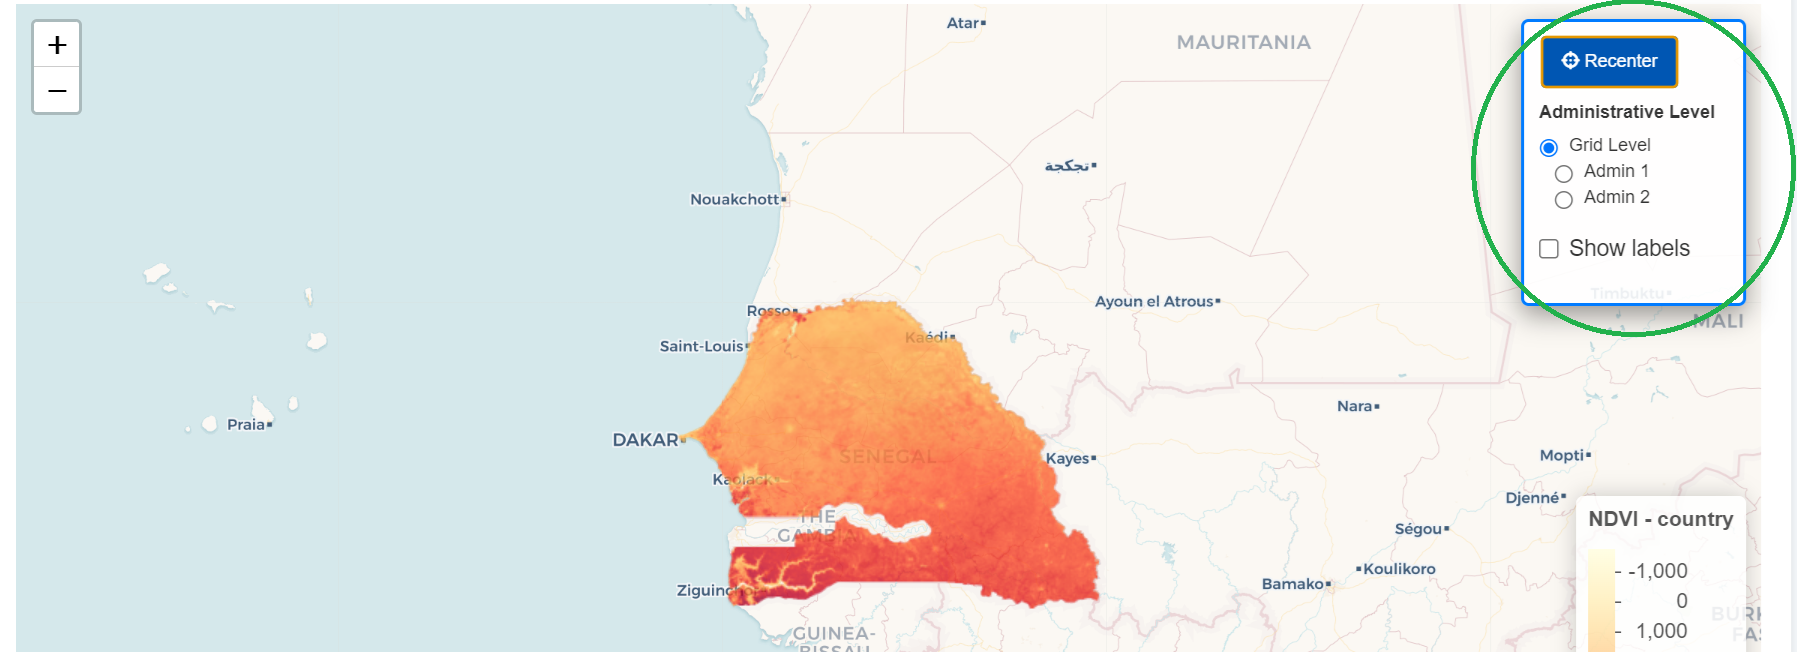 +
−
Atar
MAURITANIA
Recenter
Administrative Level
Grid Level
Admin 1
Admin 2
Show labels
تجكجة
Nouakchott
Timbuktu
MALI
Ayoun el Atrous
Rosso
Kaédi
Saint-Louis
Nara
Praia
DAKAR
SENEGAL
Kayes
Mopti
Kaolack
Djenné
THE
GAMBIA
Ségou
NDVI - country
-1,000
0
1,000
Koulikoro
Bamako
Ziguinchor
GUINEA-
BISSAU
BURK
FAS